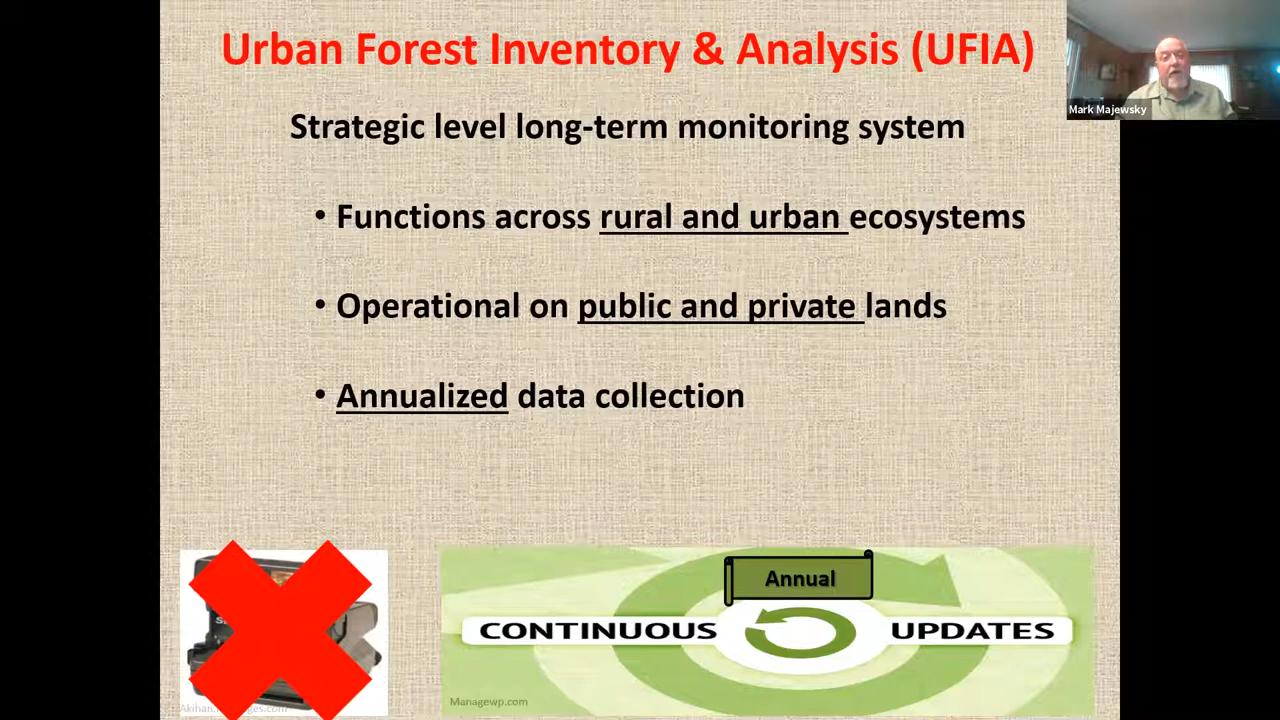 Urban Forest Inventory & Analysis (UFIA)
Mark Majewsky
Strategic level long-term monitoring system
• Functions across rural and urban ecosystems
• Operational on public and private lands
• Annualized data collection
Annual
CONTINUOUS UPDATES
Managewp.com